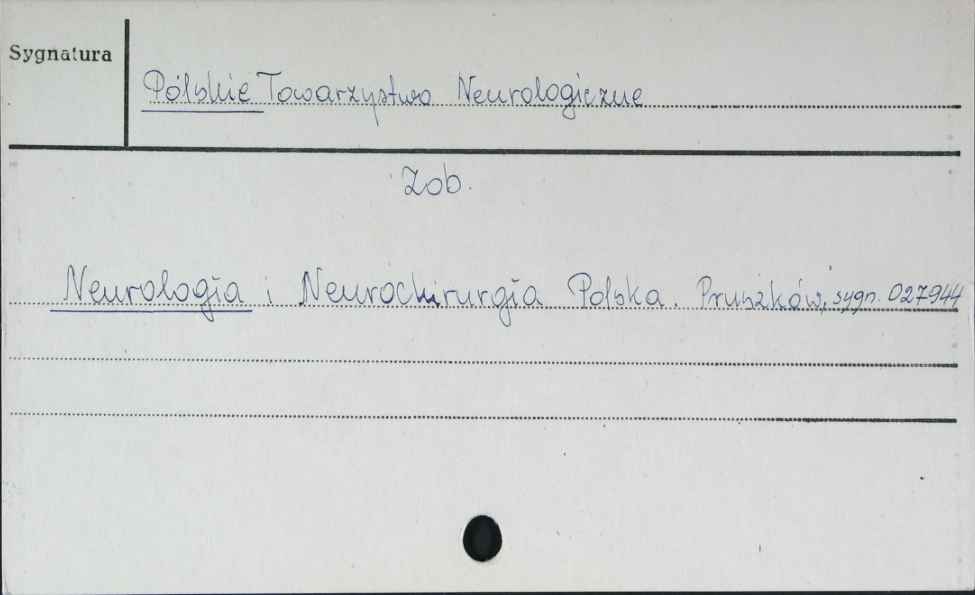 Sygnatura
Polskie Towarzystwo Neurologiczne
Zob.
Neurologia i Neurochirurgia Polska. Pruszków, sygn. 027944